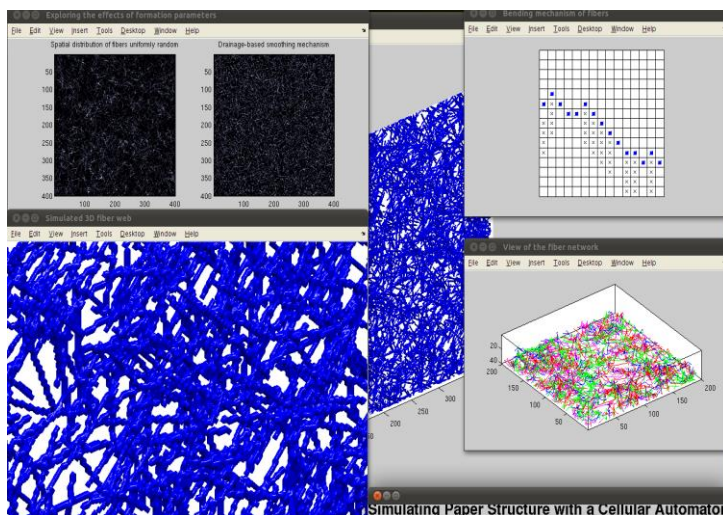 Exploring the effects of formation parameters
File Edit View Insert Tools Desktop Window Help
Spatial distribution of fibers uniformly random
Drainage-based smoothing mechanism
50
100
150
200
250
300
350
400
100 200 300 400
50
100
150
200
250
300
350
400
100 200 300 400
Bending mechanism of fibers
File Edit View Insert Tools Desktop Window Help
Simulated 3D fiber web
File Edit View Insert Tools Desktop Window Help
200
250
300
View of the fiber network
File Edit View Insert Tools Desktop Window Help
20
40
200
150
100
50
50
100
150
200
Simulating Paper Structure with a Cellular Automato